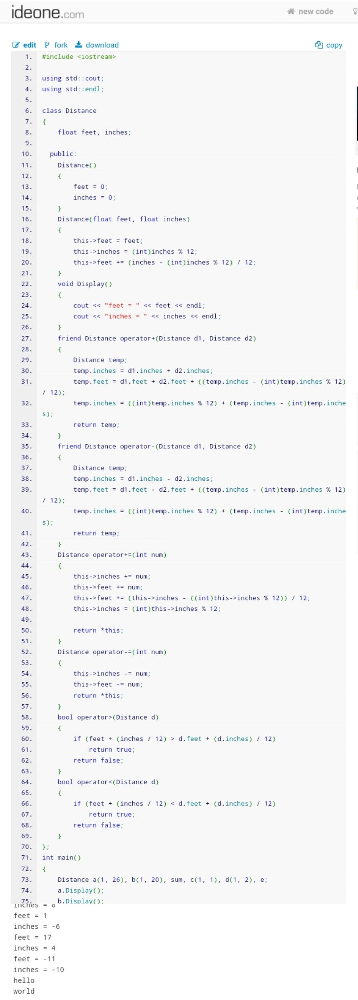 ideone.com
new code
edit fork download copy
1. #include <iostream>
2.
3. using std::cout;
4. using std::endl;
5.
6. class Distance
7. {
8. float feet, inches;
9.
10. public:
11. Distance()
12. {
13. feet = 0;
14. inches = 0;
15. }
16. Distance(float feet, float inches)
17. {
18. this->feet = feet;
19. this->inches = (int)inches % 12;
20. this->feet += (inches - (int)inches % 12) / 12;
21. }
22. void Display()
23. {
24. cout << "feet = " << feet << endl;
25. cout << "inches = " << inches << endl;
26. }
27. friend Distance operator+(Distance d1, Distance d2)
28. {
29. Distance temp;
30. temp.inches = d1.inches + d2.inches;
31. temp.feet = d1.feet + d2.feet + ((temp.inches - (int)temp.inches % 12)
/ 12);
32. temp.inches = ((int)temp.inches % 12) + (temp.inches - (int)temp.inche
s);
33. return temp;
34. }
35. friend Distance operator-(Distance d1, Distance d2)
36. {
37. Distance temp;
38. temp.inches = d1.inches - d2.inches;
39. temp.feet = d1.feet - d2.feet + ((temp.inches - (int)temp.inches % 12)
/ 12);
40. temp.inches = ((int)temp.inches % 12) + (temp.inches - (int)temp.inche
s);
41. return temp;
42. }
43. Distance operator+=(int num)
44. {
45. this->inches += num;
46. this->feet += num;
47. this->feet += (this->inches - ((int)this->inches % 12)) / 12;
48. this->inches = (int)this->inches % 12;
49.
50. return *this;
51. }
52. Distance operator-=(int num)
53. {
54. this->inches -= num;
55. this->feet -= num;
56. return *this;
57. }
58. bool operator>(Distance d)
59. {
60. if (feet + (inches / 12) > d.feet + (d.inches) / 12)
61. return true;
62. return false;
63. }
64. bool operator<(Distance d)
65. {
66. if (feet + (inches / 12) < d.feet + (d.inches) / 12)
67. return true;
68. return false;
69. }
70. };
71. int main()
72. {
73. Distance a(1, 26), b(1, 20), sum, c(1, 1), d(1, 2), e;
74. a.Display();
75. b.Display();
inches = 8
feet = 1
inches = -6
feet = 17
inches = 4
feet = -11
inches = -10
hello
world